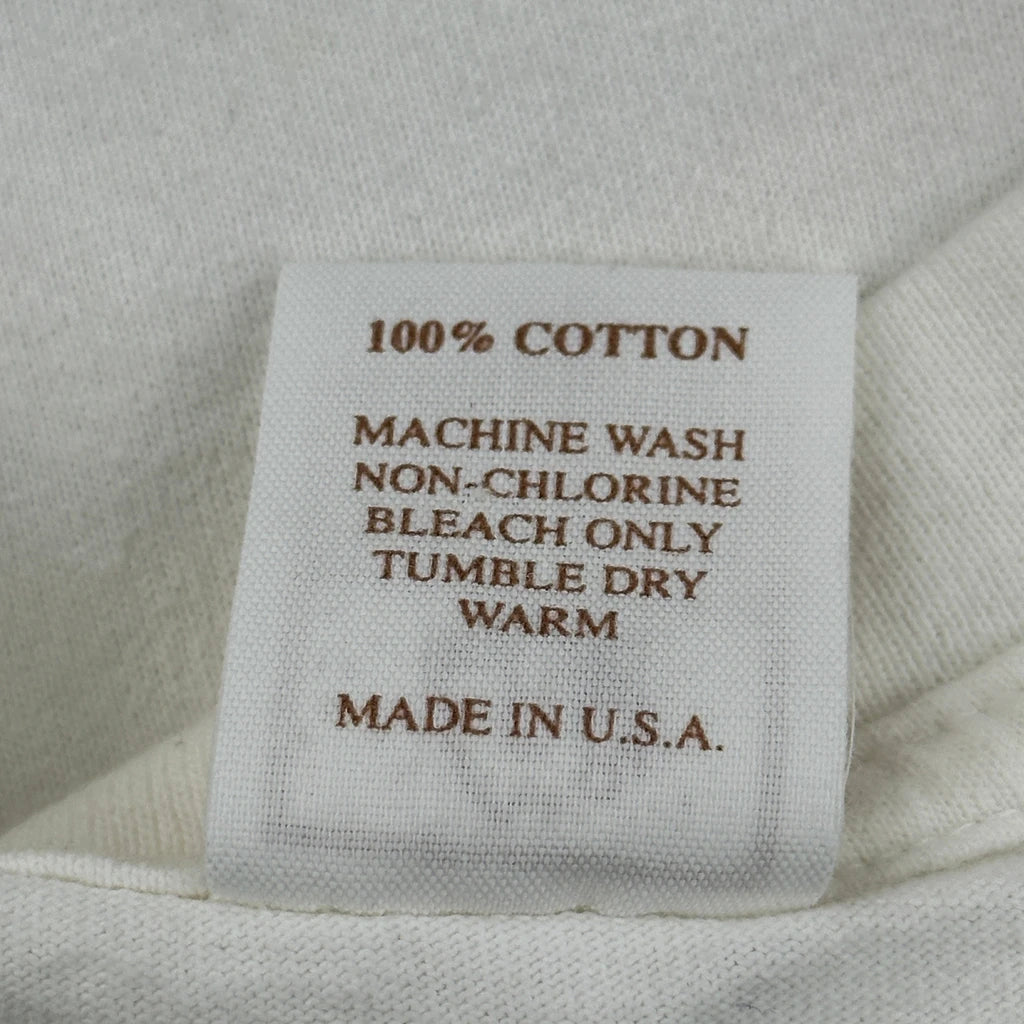 100% COTTON
MACHINE WASH
NON-CHLORINE
BLEACH ONLY
TUMBLE DRY
WARM
MADE IN U.S.A.